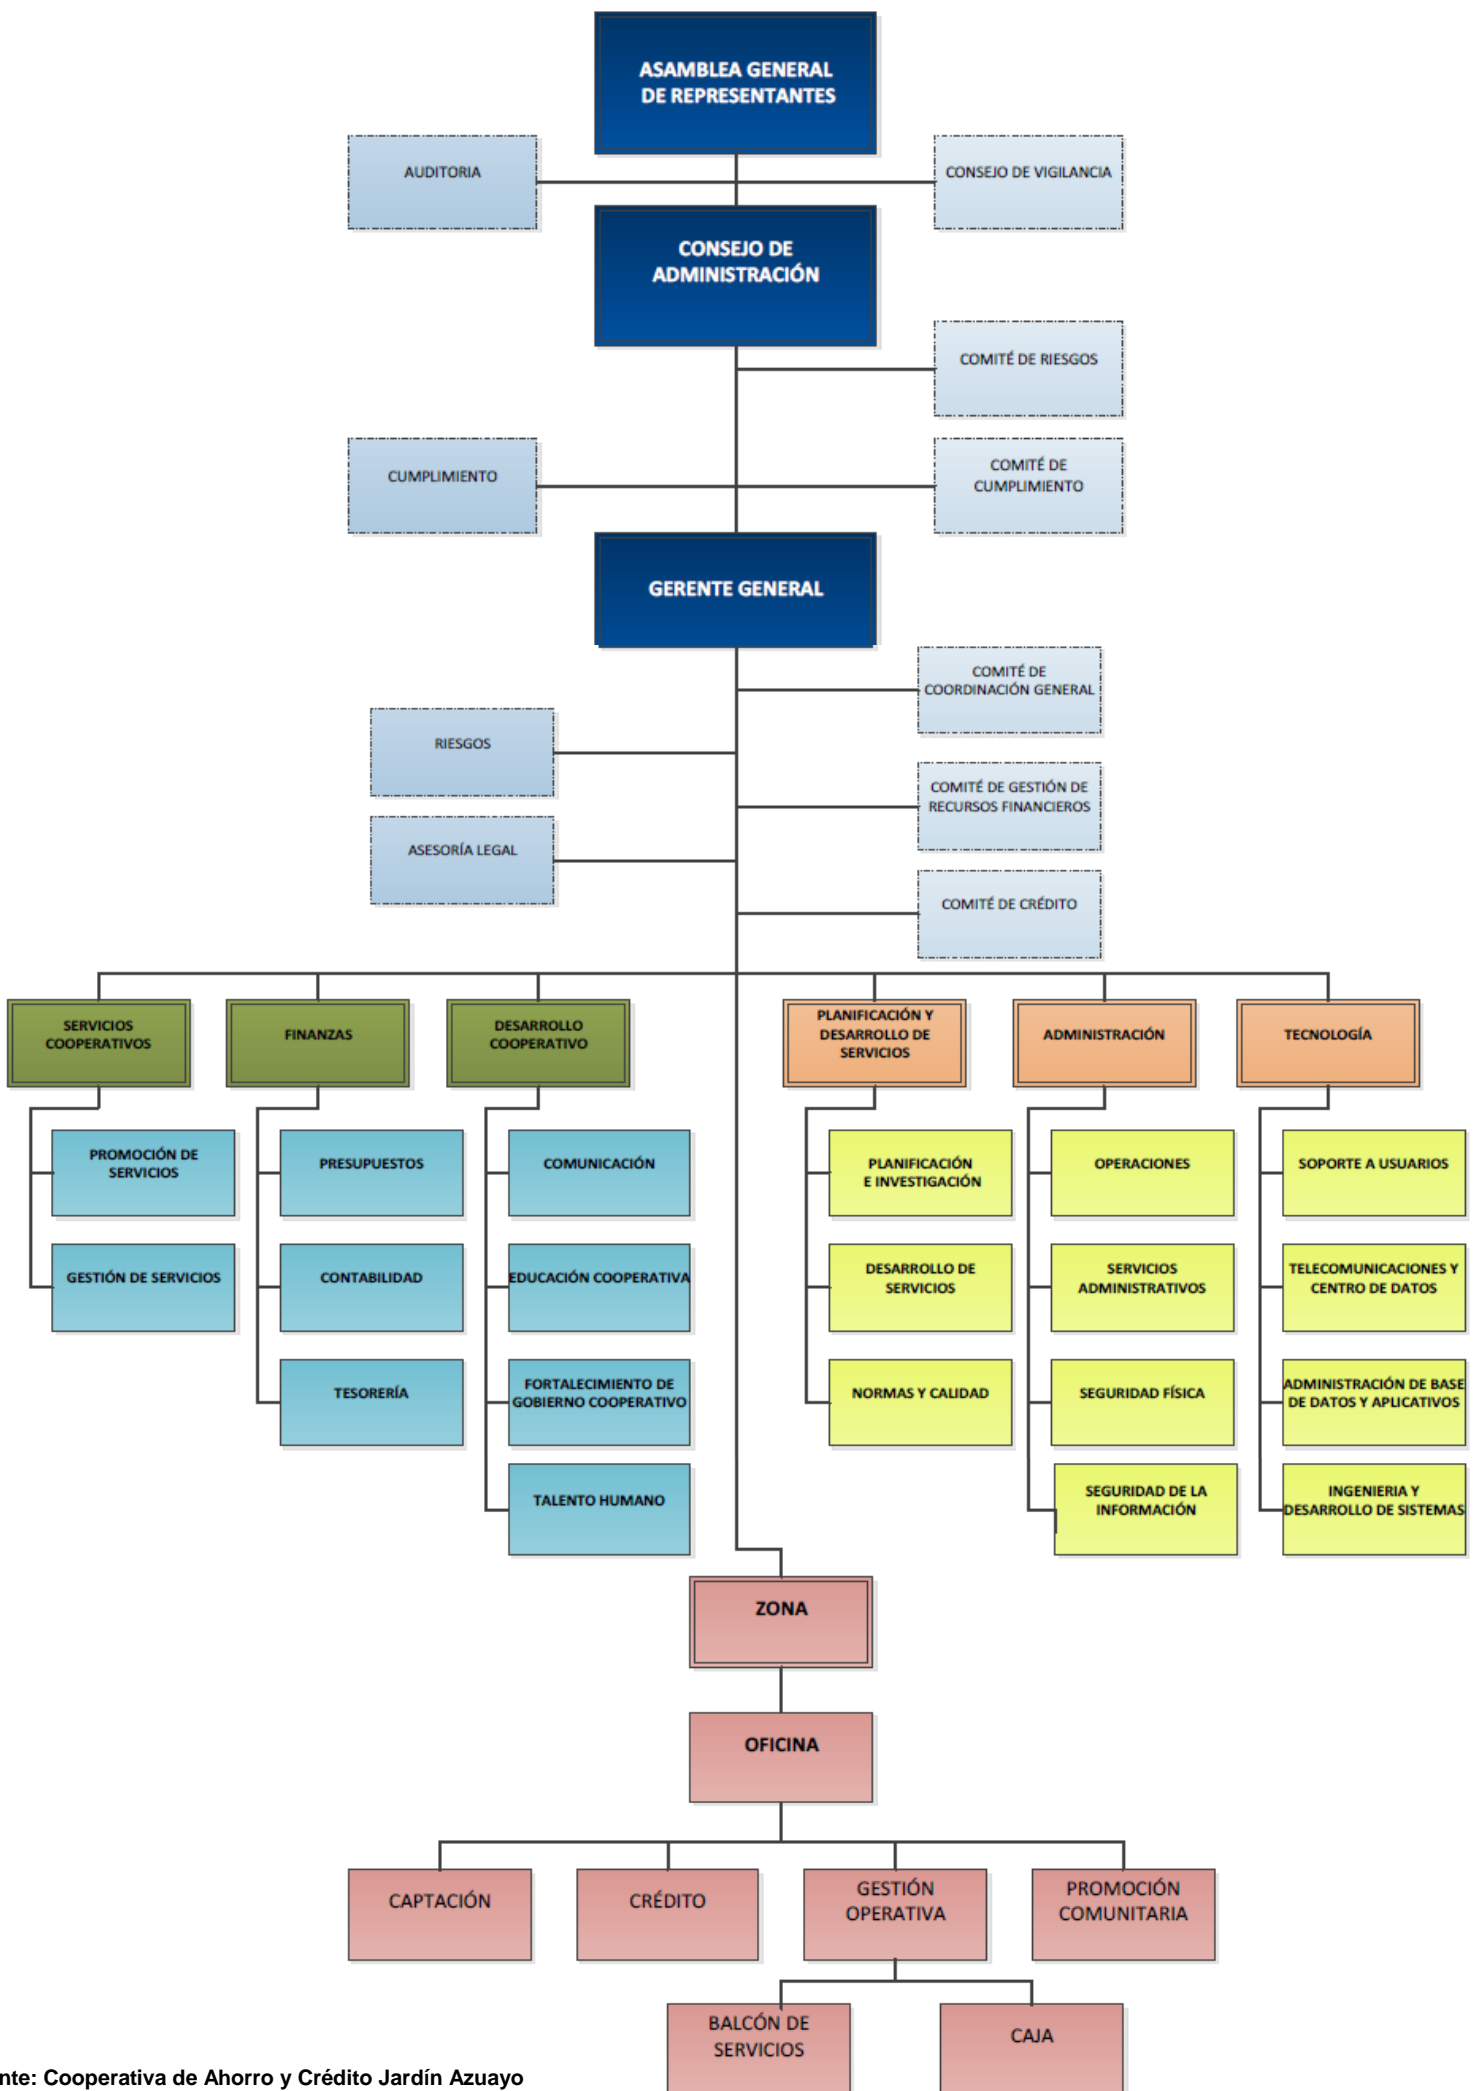 ASAMBLEA GENERAL
DE REPRESENTANTES
AUDITORIA
CONSEJO DE VIGILANCIA
CONSEJO DE
ADMINISTRACIÓN
COMITÉ DE RIESGOS
CUMPLIMIENTO
COMITÉ DE
CUMPLIMIENTO
GERENTE GENERAL
COMITÉ DE
COORDINACIÓN GENERAL
RIESGOS
COMITÉ DE GESTIÓN DE
RECURSOS FINANCIEROS
ASESORÍA LEGAL
COMITÉ DE CRÉDITO
SERVICIOS
COOPERATIVOS
FINANZAS
DESARROLLO
COOPERATIVO
PLANIFICACIÓN Y
DESARROLLO DE
SERVICIOS
ADMINISTRACIÓN
TECNOLOGÍA
PROMOCIÓN DE
SERVICIOS
PRESUPUESTOS
COMUNICACIÓN
PLANIFICACIÓN
E INVESTIGACIÓN
OPERACIONES
SOPORTE A USUARIOS
GESTIÓN DE SERVICIOS
CONTABILIDAD
EDUCACIÓN COOPERATIVA
DESARROLLO DE
SERVICIOS
SERVICIOS
ADMINISTRATIVOS
TELECOMUNICACIONES Y
CENTRO DE DATOS
TESORERÍA
FORTALECIMIENTO DE
GOBIERNO COOPERATIVO
NORMAS Y CALIDAD
SEGURIDAD FÍSICA
ADMINISTRACIÓN DE BASE
DE DATOS Y APLICATIVOS
TALENTO HUMANO
SEGURIDAD DE LA
INFORMACIÓN
INGENIERIA Y
DESARROLLO DE SISTEMAS
ZONA
OFICINA
CAPTACIÓN
CRÉDITO
GESTIÓN
OPERATIVA
PROMOCIÓN
COMUNITARIA
BALCÓN DE
SERVICIOS
CAJA
nte: Cooperativa de Ahorro y Crédito Jardín Azuayo